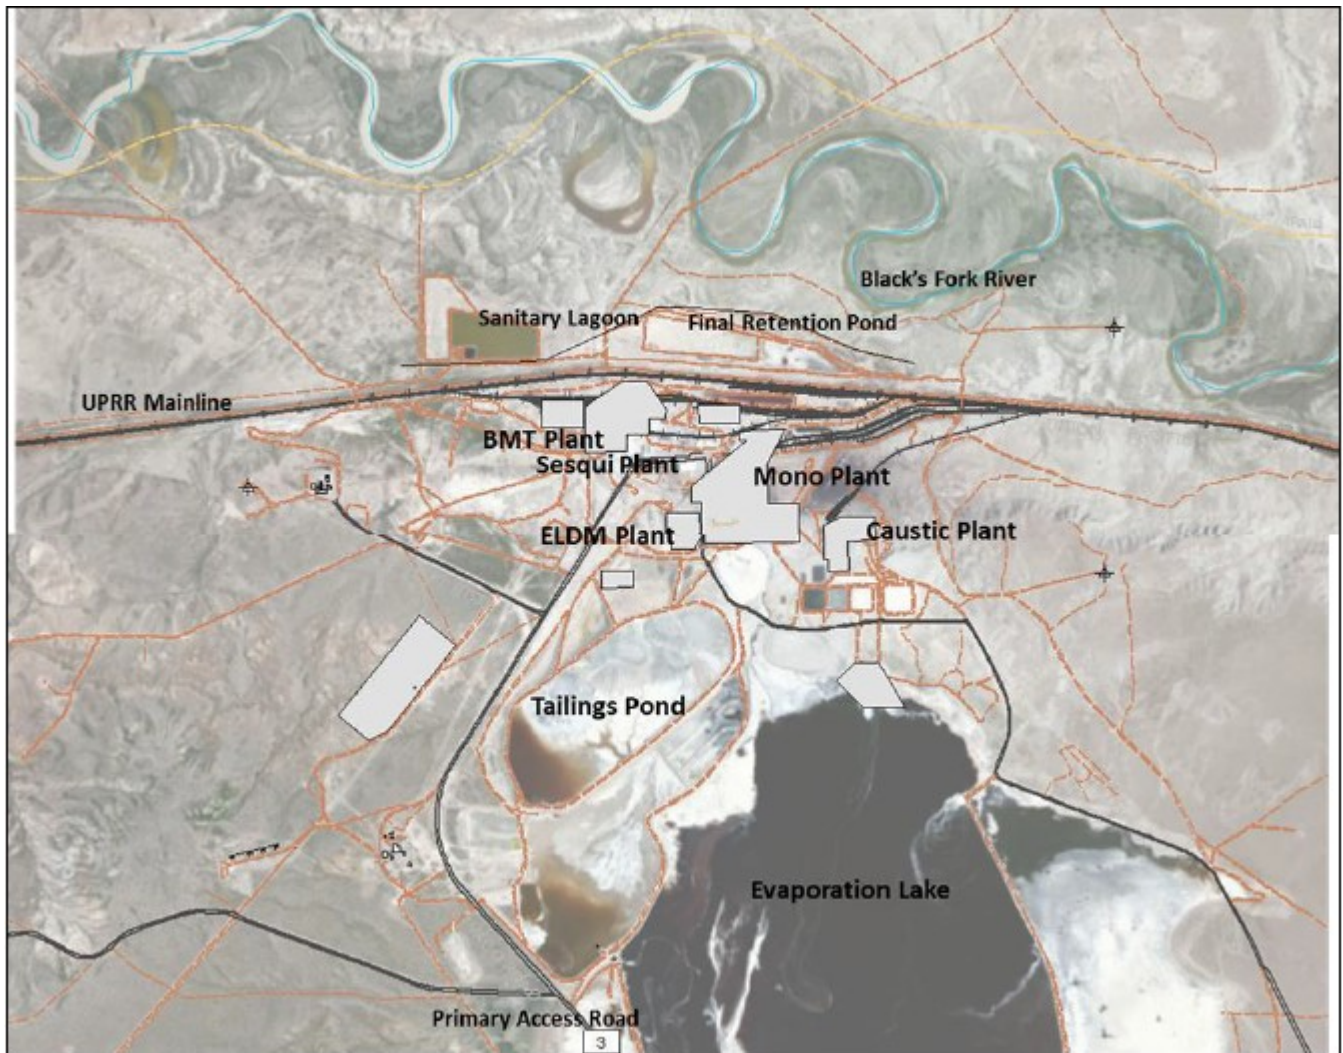 Black's Fork River
Sanitary Lagoon
Final Retention Pond
UPRR Mainline
BMT Plant
Sesqui Plant
Mono Plant
ELDM Plant
Caustic Plant
Tailings Pond
Evaporation Lake
Primary Access Road
3